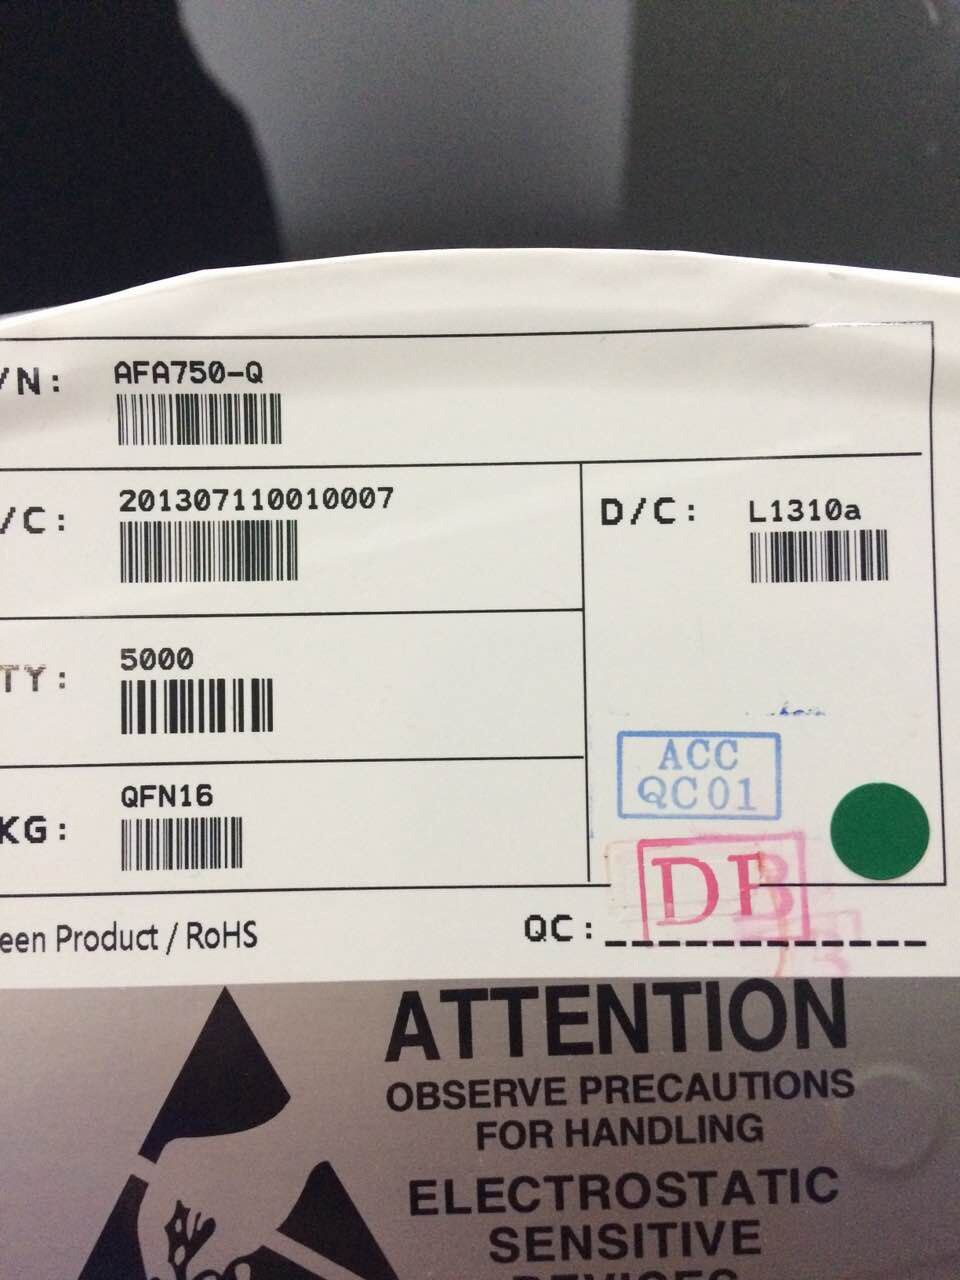 /N: AFA750-Q
/C: 201307110010007
D/C: L1310a
TY: 5000
KG: QFN16
ACC
QC01
DB
een Product / RoHS
QC:
ATTENTION
OBSERVE PRECAUTIONS
FOR HANDLING
ELECTROSTATIC
SENSITIVE
DEVICES